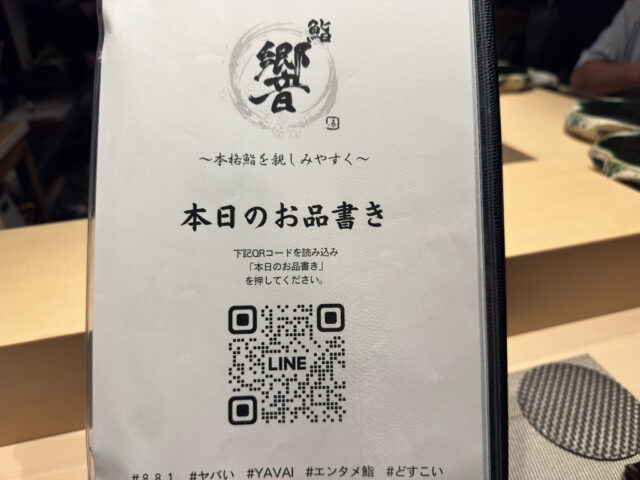 鮨
響
〜本格鮨を親しみやすく〜
本日のお品書き
下記QRコードを読み込み
「本日のお品書き」
を押してください。
LINE
#881 #ヤバい #YAVAI #エンタメ鮨 #どすこい